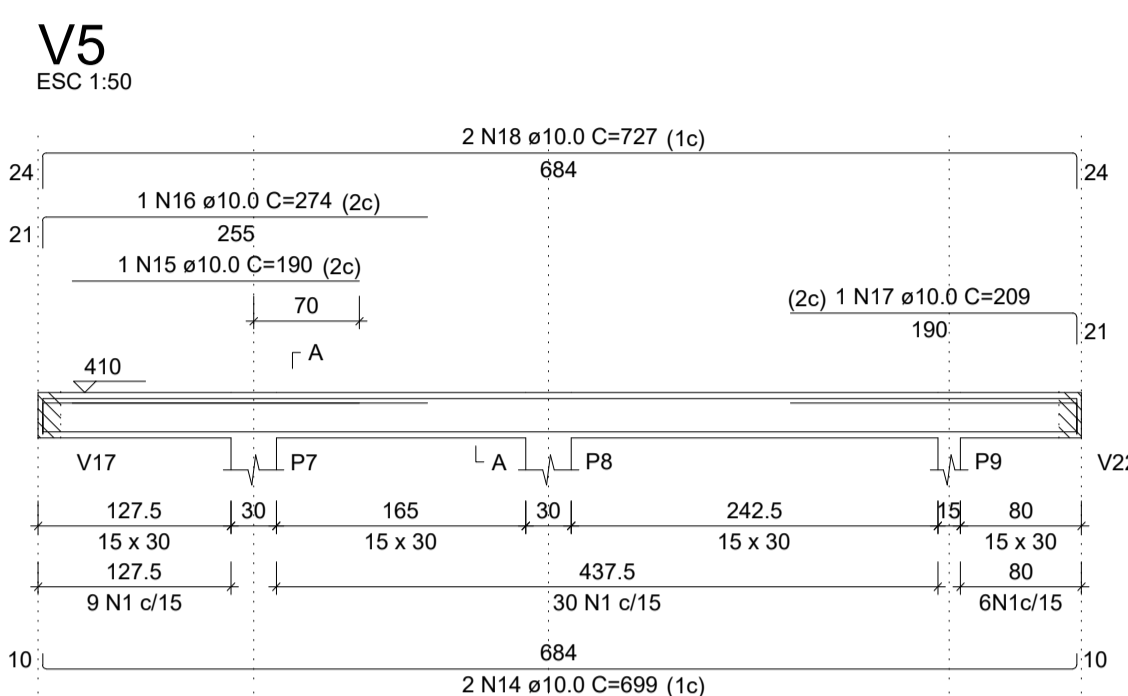 V5
ESC 1:50
2 N18 ø10.0 C=727 (1c)
24 684 24
1 N16 ø10.0 C=274 (2c)
21 255
1 N15 ø10.0 C=190 (2c)
(2c) 1 N17 ø10.0 C=209
70
190 21
A
410
V17 P7 A P8 P9 V22
127.5 30 165 30 242.5 15 80
15 x 30 15 x 30 15 x 30 15 x 30
127.5 437.5 80
9 N1 c/15 30 N1 c/15 6N1c/15
10 684 10
2 N14 ø10.0 C=699 (1c)